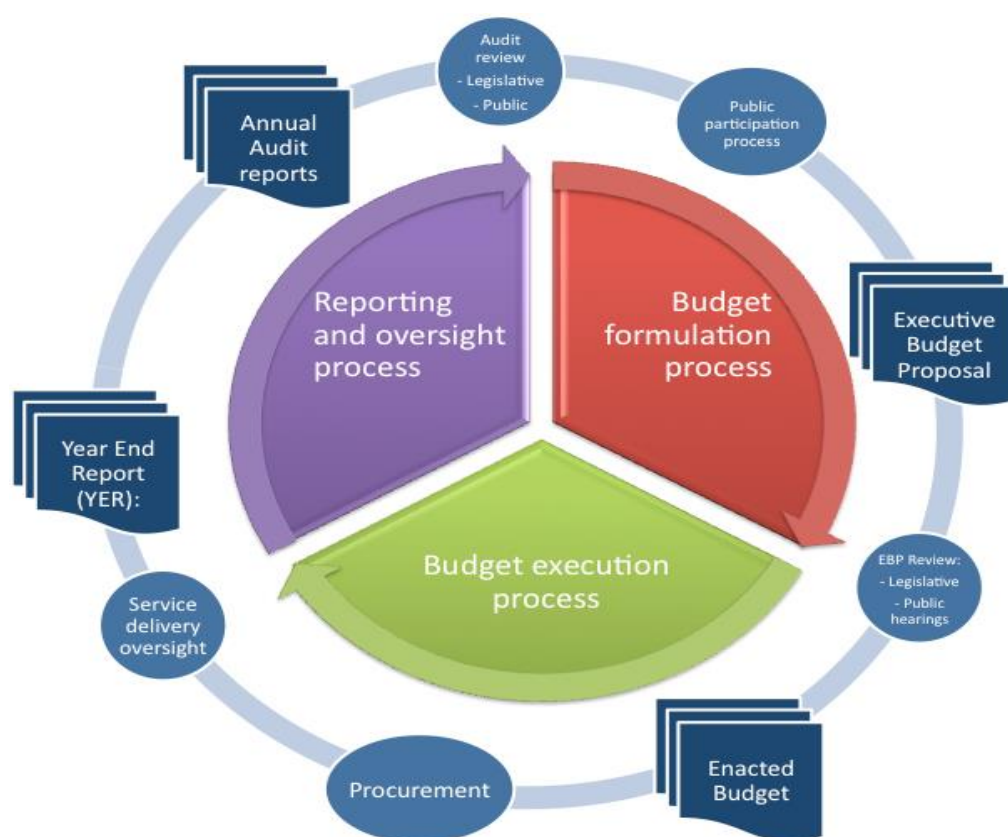 Audit
review
- Legislative
- Public
Public
participation
process
Annual
Audit
reports
Reporting
and oversight
process
Budget
formulation
process
Executive
Budget
Proposal
Year End
Report
(YER):
Budget execution
process
EBP Review:
- Legislative
- Public
hearings
Service
delivery
oversight
Procurement
Enacted
Budget